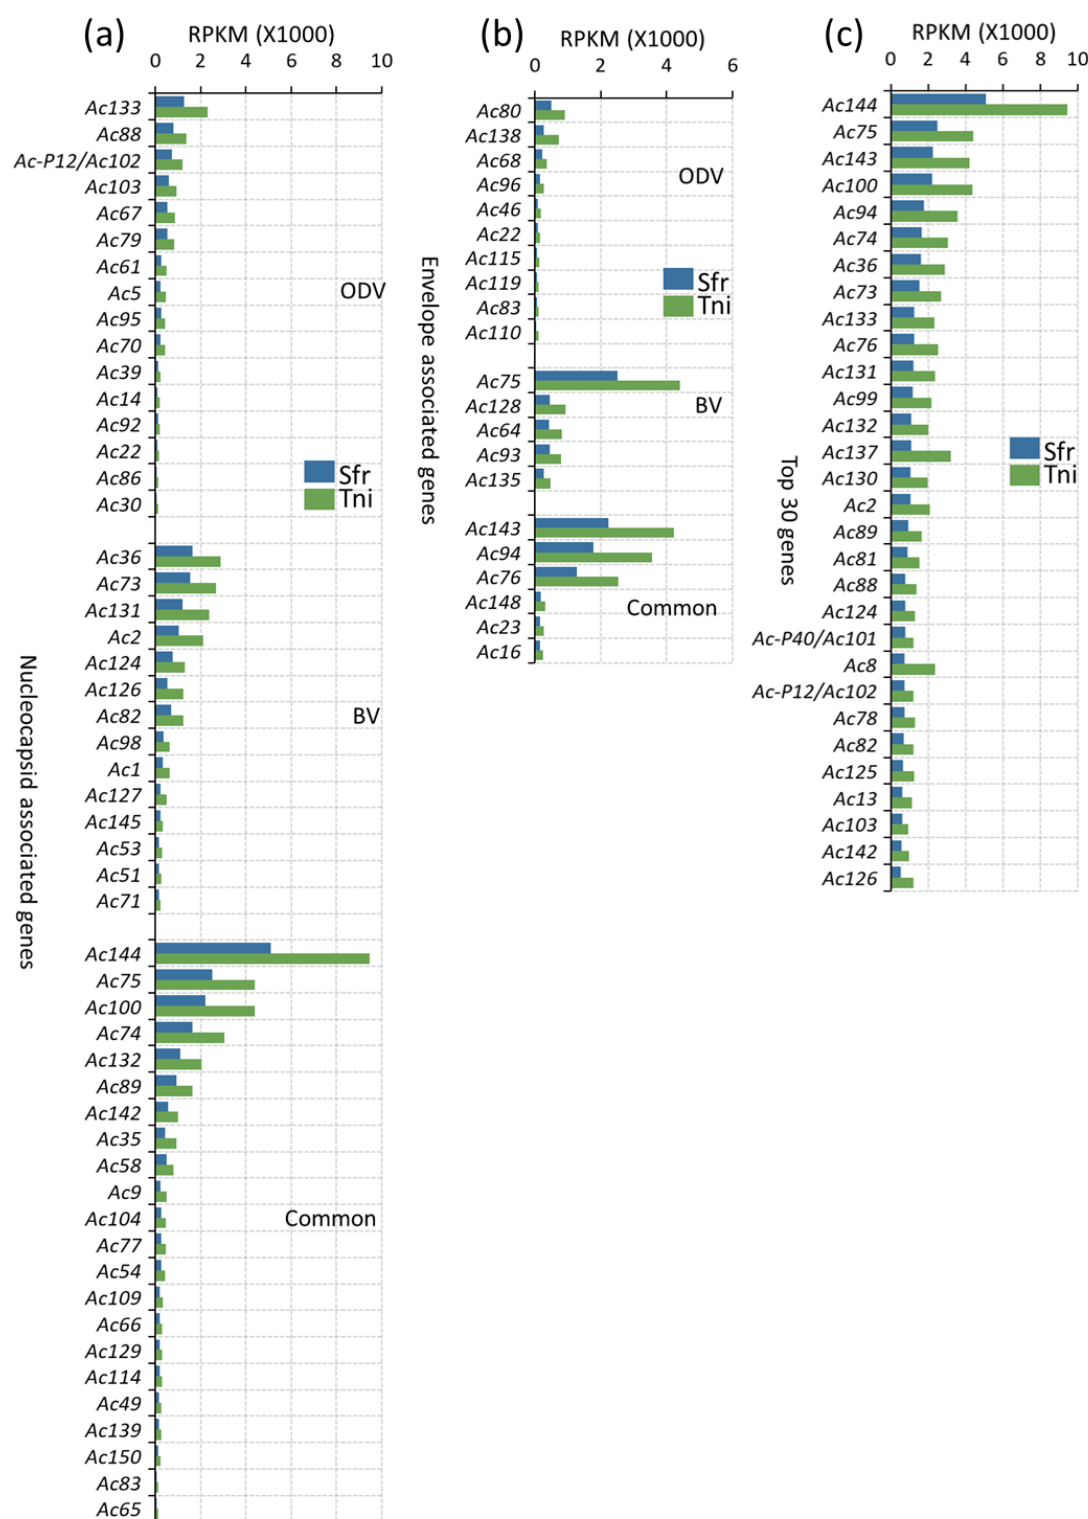 (a)
RPKM (X1000)
0 2 4 6 8 10
Ac133
Ac88
Ac-P12/Ac102
Ac103
Ac67
Ac79
Ac61
Ac5
Ac95
Ac70
Ac39
Ac14
Ac92
Ac22
Ac86
Ac30
ODV
Sfr
Tni
Ac36
Ac73
Ac131
Ac2
Ac124
Ac126
Ac82
Ac98
Ac1
Ac127
Ac145
Ac53
Ac51
Ac71
BV
Nucleocapsid associated genes
Ac144
Ac75
Ac100
Ac74
Ac132
Ac89
Ac142
Ac35
Ac58
Ac9
Ac104
Ac77
Ac54
Ac109
Ac66
Ac129
Ac114
Ac49
Ac139
Ac150
Ac83
Ac65
Common
(b)
RPKM (X1000)
0 2 4 6
Ac80
Ac138
Ac68
Ac96
Ac46
Ac22
Ac115
Ac119
Ac83
Ac110
ODV
Sfr
Tni
Envelope associated genes
Ac75
Ac128
Ac64
Ac93
Ac135
BV
Ac143
Ac94
Ac76
Ac148
Ac23
Ac16
Common
(c)
RPKM (X1000)
0 2 4 6 8 10
Ac144
Ac75
Ac143
Ac100
Ac94
Ac74
Ac36
Ac73
Ac133
Ac76
Ac131
Ac99
Ac132
Ac137
Ac130
Ac2
Ac89
Ac81
Ac88
Ac124
Ac-P40/Ac101
Ac8
Ac-P12/Ac102
Ac78
Ac82
Ac125
Ac13
Ac103
Ac142
Ac126
Sfr
Tni
Top 30 genes